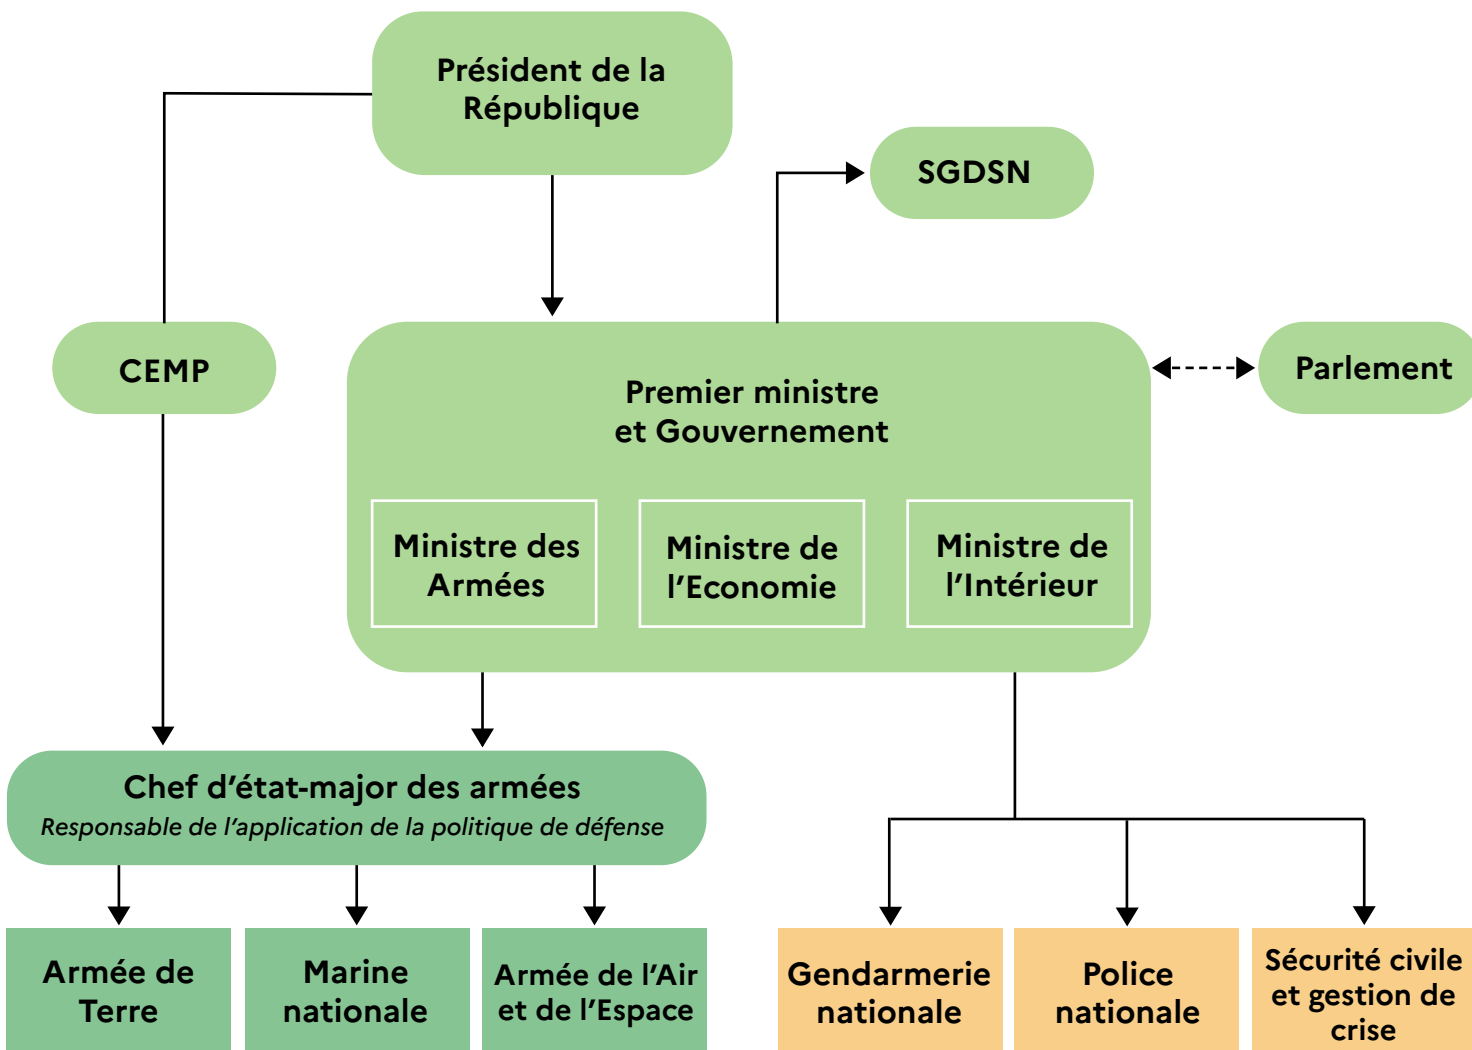 Président de la
République
SGDSN
CEMP
Premier ministre
et Gouvernement
Parlement
Ministre des
Armées
Ministre de
l'Economie
Ministre de
l'Intérieur
Chef d'état-major des armées
Responsable de l'application de la politique de défense
Armée de
Terre
Marine
nationale
Armée de l'Air
et de l'Espace
Gendarmerie
nationale
Police
nationale
Sécurité civile
et gestion de
crise